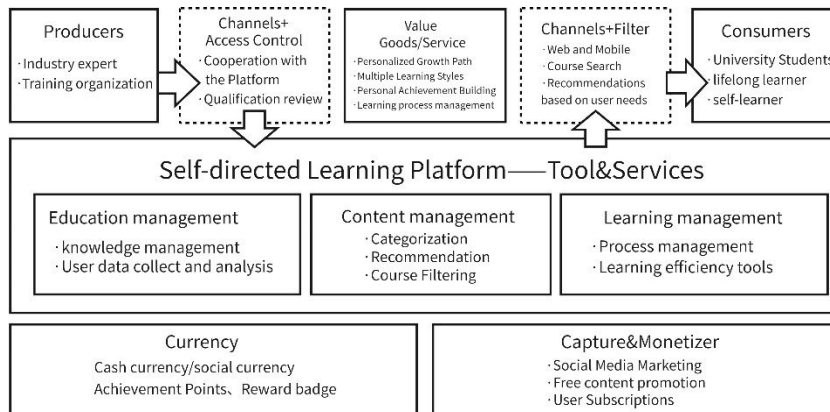 Producers
· Industry expert
· Training organization
Channels+
Access Control
· Cooperation with
the Platform
· Qualification review
Value
Goods/Service
· Personalized Growth Path
· Multiple Learning Styles
· Personal Achievement Building
· Learning process management
Channels+Filter
· Web and Mobile
· Course Search
· Recommendations
based on user needs
Consumers
· University Students
· lifelong learner
· self-learner
Self-directed Learning Platform——Tool&Services
Education management
· knowledge management
· User data collect and analysis
Content management
· Categorization
· Recommendation
· Course Filtering
Learning management
· Process management
· Learning efficiency tools
Currency
Cash currency/social currency
Achievement Points、Reward badge
Capture&Monetizer
· Social Media Marketing
· Free content promotion
· User Subscriptions